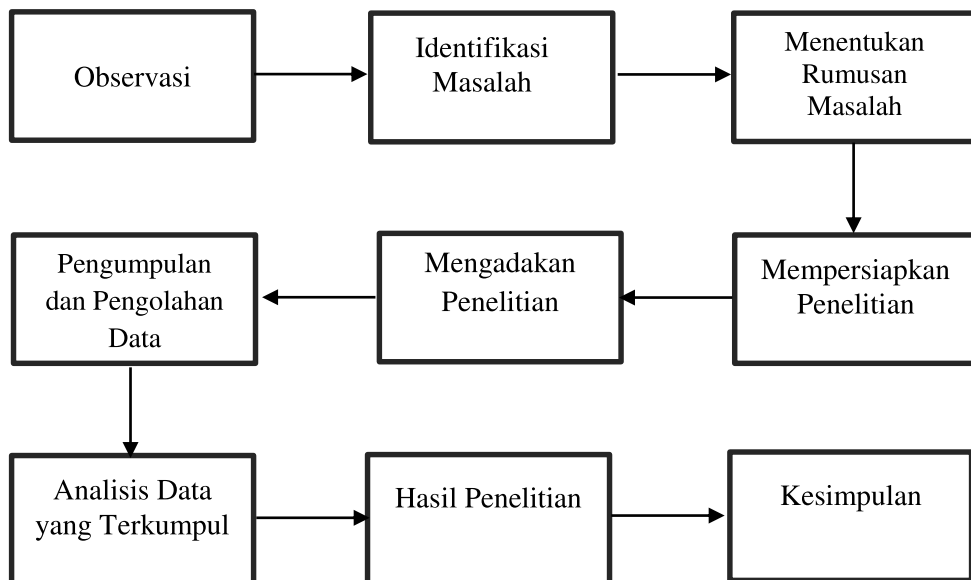 Observasi
Identifikasi
Masalah
Menentukan
Rumusan
Masalah
Mempersiapkan
Penelitian
Mengadakan
Penelitian
Pengumpulan
dan Pengolahan
Data
Analisis Data
yang Terkumpul
Hasil Penelitian
Kesimpulan